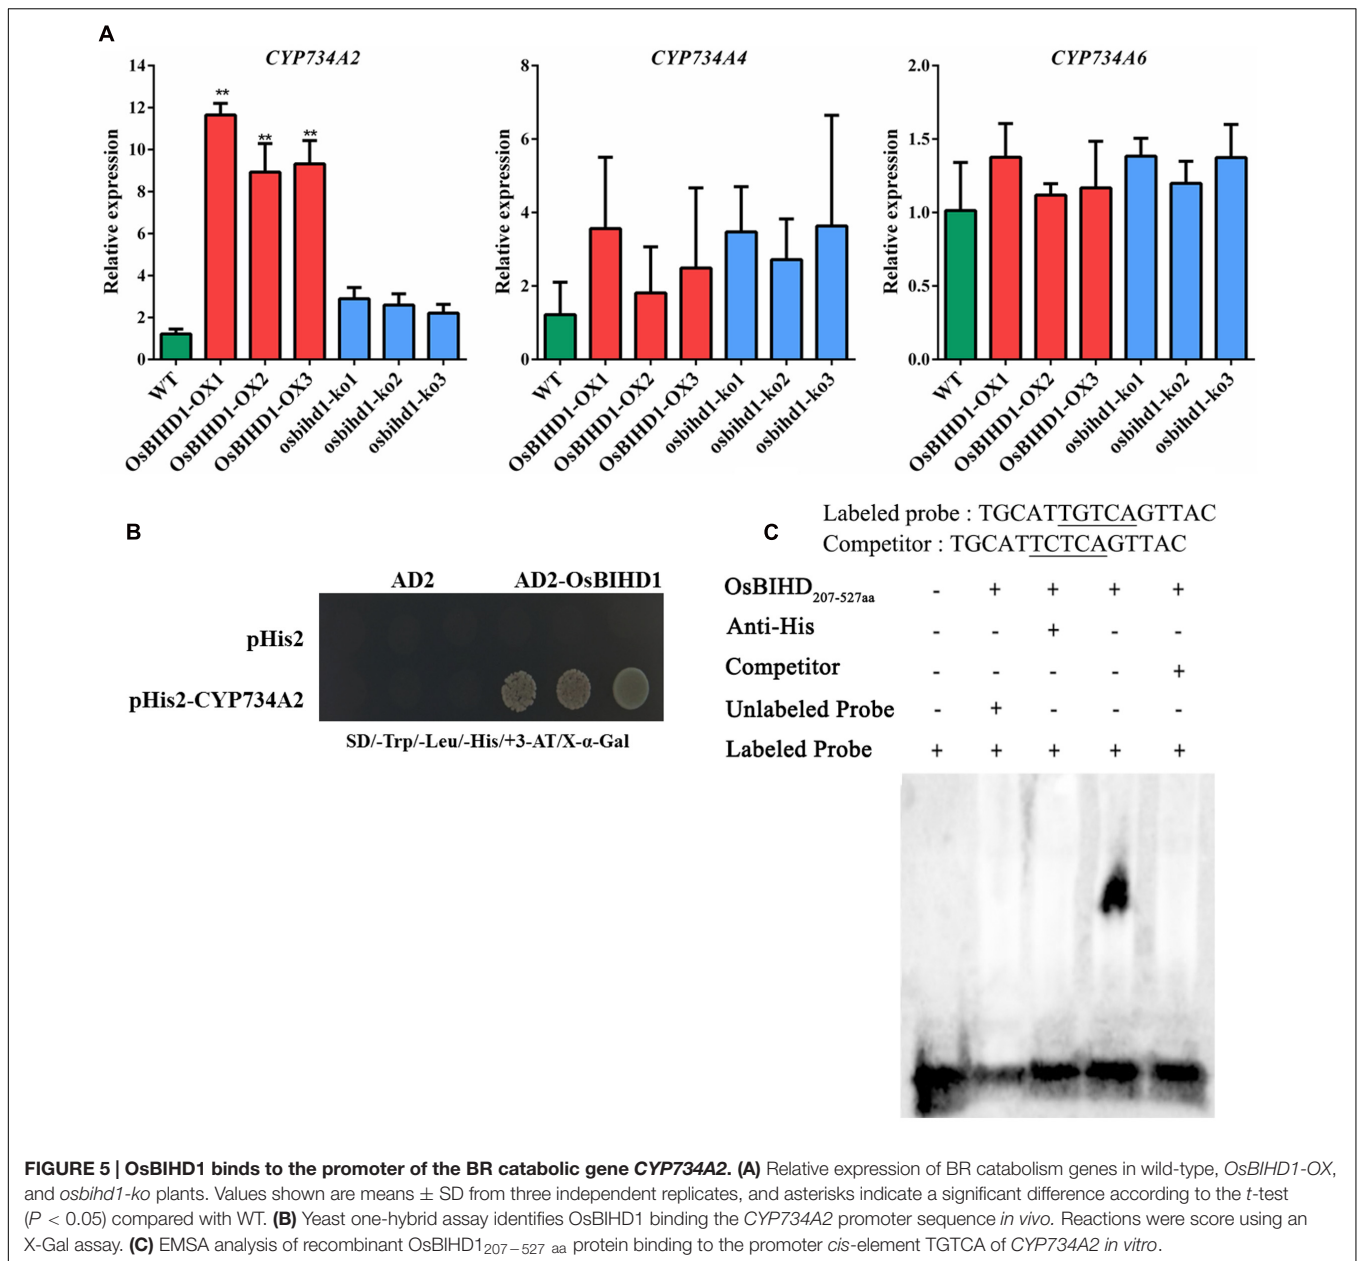 A
CYP734A2
CYP734A4
CYP734A6
Relative expression
14
12
10
8
6
4
2
0
**
**
**
WT
OsBIHD1-OX1
OsBIHD1-OX2
OsBIHD1-OX3
osbihd1-ko1
osbihd1-ko2
osbihd1-ko3
Relative expression
8
6
4
2
0
WT
OsBIHD1-OX1
OsBIHD1-OX2
OsBIHD1-OX3
osbihd1-ko1
osbihd1-ko2
osbihd1-ko3
Relative expression
2.0
1.5
1.0
0.5
0.0
WT
OsBIHD1-OX1
OsBIHD1-OX2
OsBIHD1-OX3
osbihd1-ko1
osbihd1-ko2
osbihd1-ko3
B
AD2 AD2-OsBIHD1
pHis2
pHis2-CYP734A2
SD/-Trp/-Leu/-His/+3-AT/X-α-Gal
C
Labeled probe : TGCATTGTCAGTTAC
Competitor : TGCATTCTCAGTTAC
OsBIHD207-527aa - + + + +
Anti-His - - + - -
Competitor - - - - +
Unlabeled Probe - + - - -
Labeled Probe + + + + +
FIGURE 5 | OsBIHD1 binds to the promoter of the BR catabolic gene CYP734A2. (A) Relative expression of BR catabolism genes in wild-type, OsBIHD1-OX,
and osbihd1-ko plants. Values shown are means ± SD from three independent replicates, and asterisks indicate a significant difference according to the t-test
(P < 0.05) compared with WT. (B) Yeast one-hybrid assay identifies OsBIHD1 binding the CYP734A2 promoter sequence in vivo. Reactions were score using an
X-Gal assay. (C) EMSA analysis of recombinant OsBIHD1207−527 aa protein binding to the promoter cis-element TGTCA of CYP734A2 in vitro.